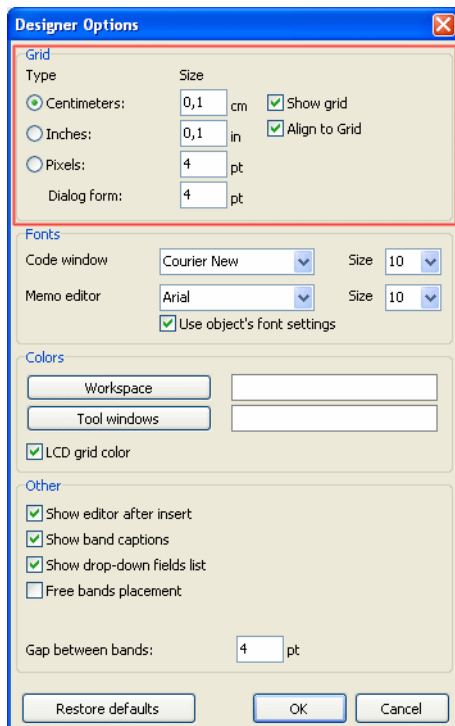 Designer Options
Grid
Type Size
Centimeters: 0,1 cm Show grid
Inches: 0,1 in Align to Grid
Pixels: 4 pt
Dialog form: 4 pt
Fonts
Code window Courier New Size 10
Memo editor Arial Size 10
Use object's font settings
Colors
Workspace
Tool windows
LCD grid color
Other
Show editor after insert
Show band captions
Show drop-down fields list
Free bands placement
Gap between bands: 4 pt
Restore defaults OK Cancel